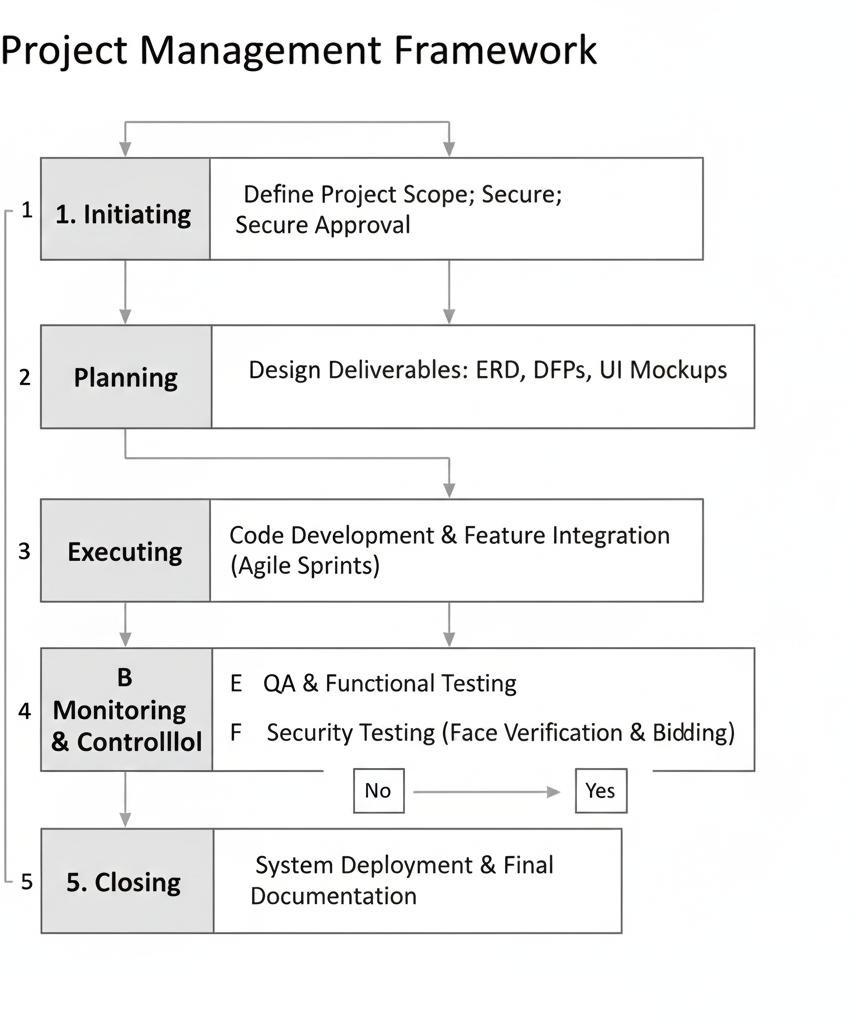 Project Management Framework
1
1. Initiating
Define Project Scope; Secure;
Secure Approval
2
Planning
Design Deliverables: ERD, DFPs, UI Mockups
3
Executing
Code Development & Feature Integration
(Agile Sprints)
4
B
Monitoring
& Controlllol
E QA & Functional Testing
F Security Testing (Face Verification & Bidding)
No
Yes
5
5. Closing
System Deployment & Final
Documentation